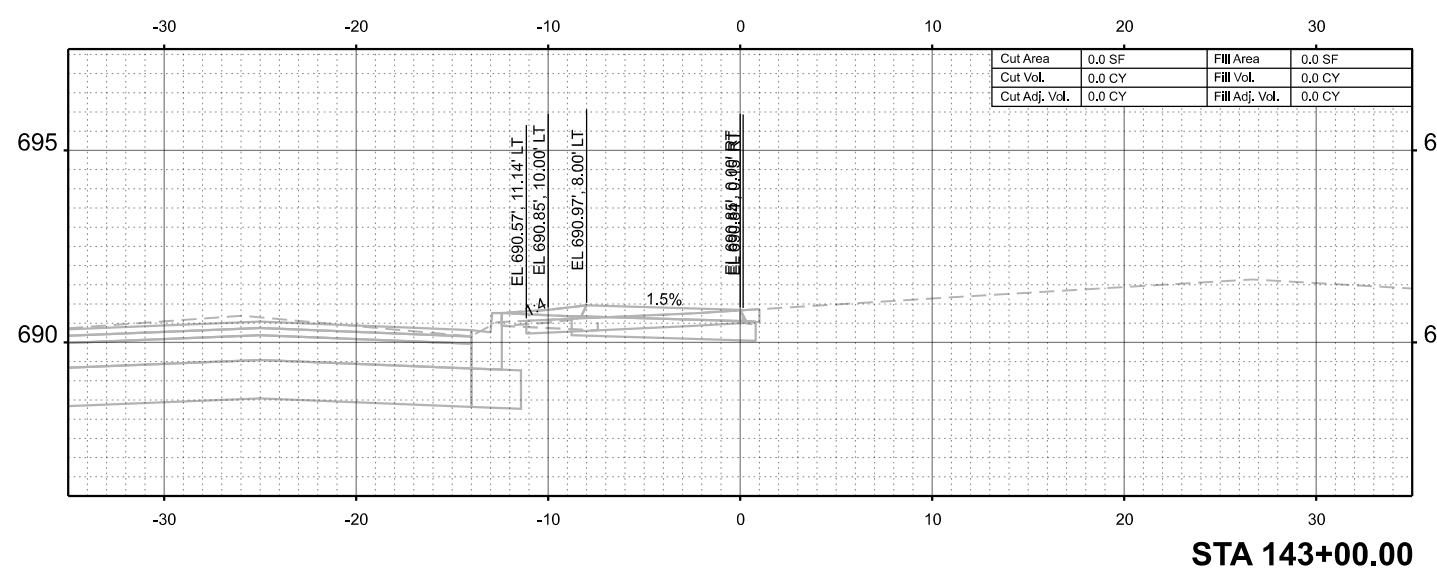 -30 -20 -10 0 10 20 30
Cut Area 0.0 SF Fill Area 0.0 SF
Cut Vol. 0.0 CY Fill Vol. 0.0 CY
Cut Adj. Vol. 0.0 CY Fill Adj. Vol. 0.0 CY
695 6
EL 690.57', 11.14' LT
EL 690.85', 10.00' LT
EL 690.97', 8.00' LT
1:4
1.5%
690 6
-30 -20 -10 0 10 20 30
STA 143+00.00